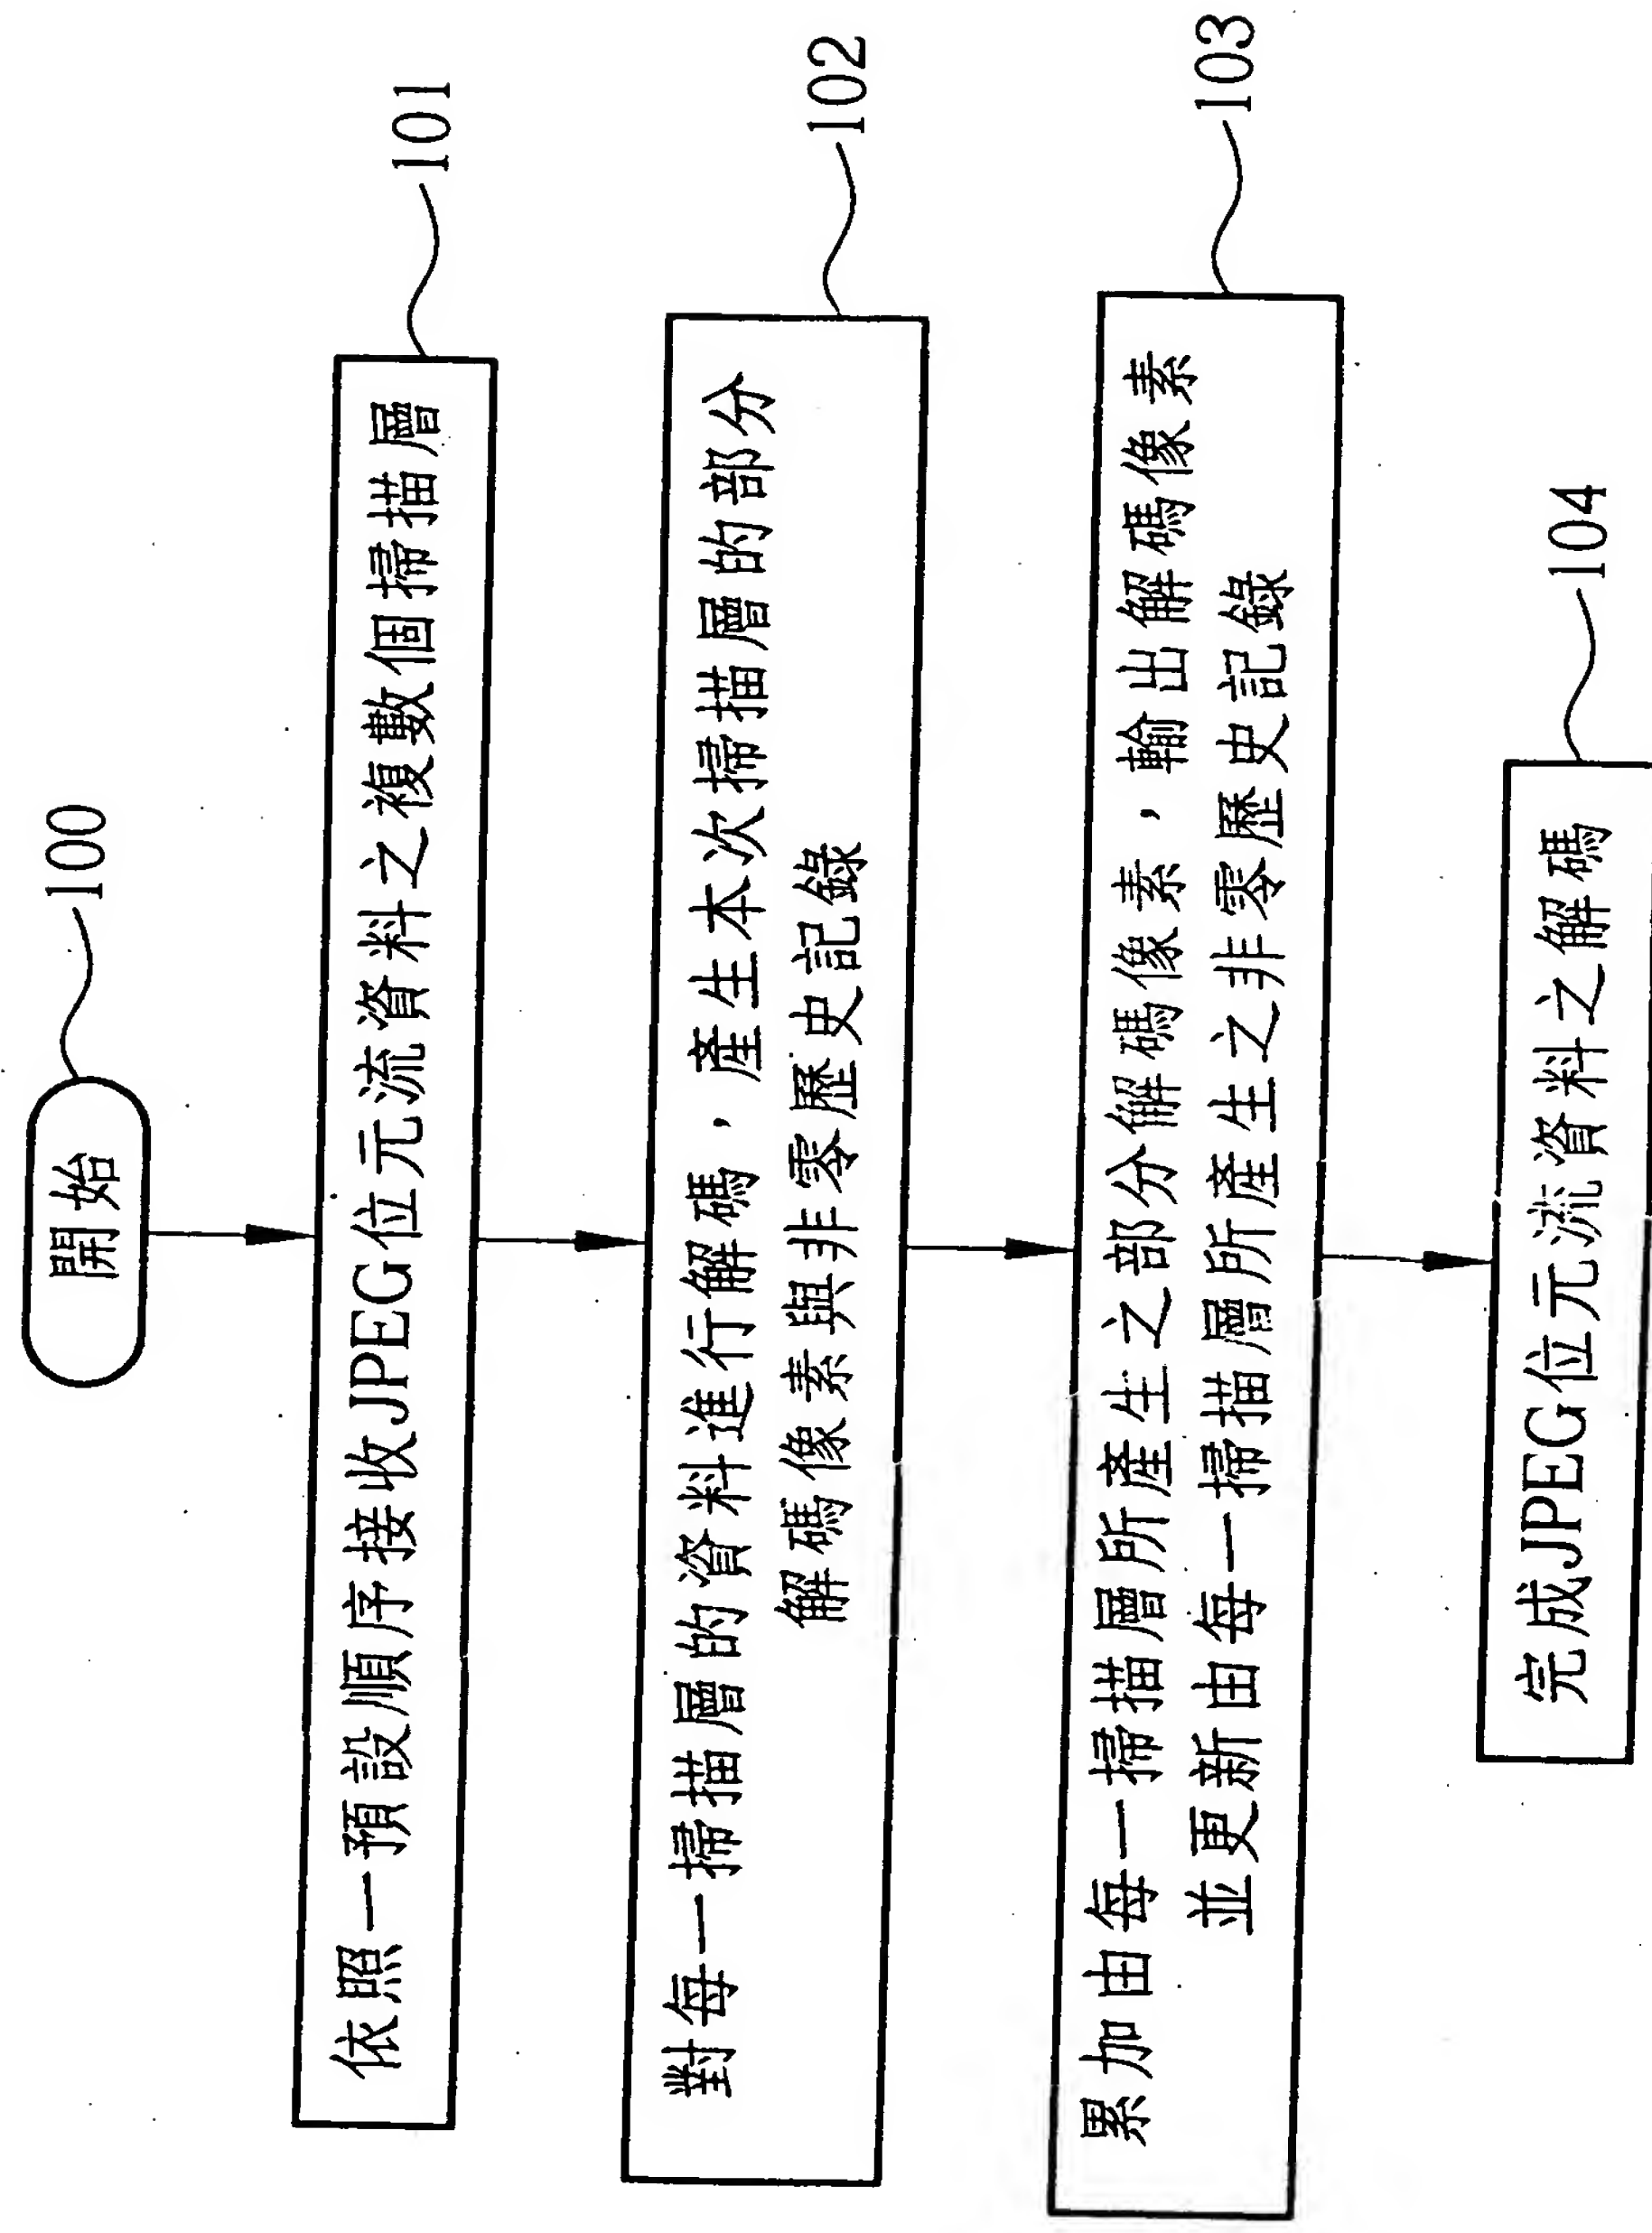 開始
100
依照一預設順序接收JPEG位元流資料之複數個掃描層
101
對每一掃描層的資料進行解碼，產生本次掃描層的部分
解碼像素與非零歷史記錄
102
累加由每一掃描層所產生之部分解碼像素，輸出解碼像素
並更新由每一掃描層所產生之非零歷史記錄
103
完成JPEG位元流資料之解碼
104